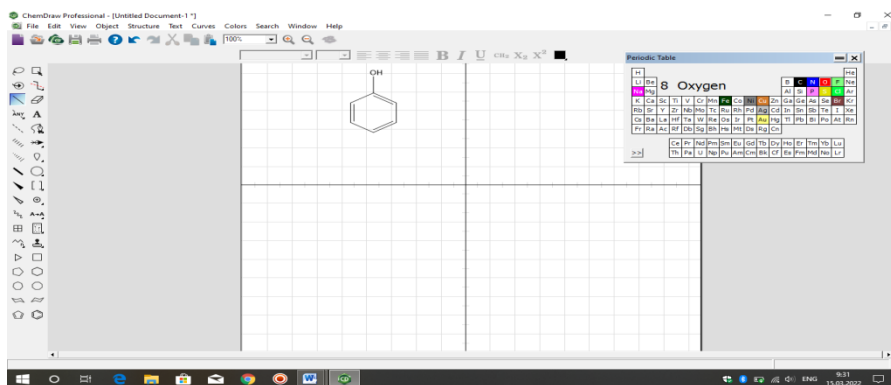 ChemDraw Professional - [Untitled Document-1 *]
File Edit View Object Structure Text Curves Colors Search Window Help
100%
B I U CH₂ X₂ X²
Periodic Table
OH
H He
Li Be 8 Oxygen B C N O F Ne
Na Mg Al Si P S Cl Ar
K Ca Sc Ti V Cr Mn Fe Co Ni Cu Zn Ga Ge As Se Br Kr
Rb Sr Y Zr Nb Mo Tc Ru Rh Pd Ag Cd In Sn Sb Te I Xe
Cs Ba La Hf Ta W Re Os Ir Pt Au Hg Tl Pb Bi Po At Rn
Fr Ra Ac Rf Db Sg Bh Hs Mt Ds Rg Cn
Ce Pr Nd Pm Sm Eu Gd Tb Dy Ho Er Tm Yb Lu
>> Th Pa U Np Pu Am Cm Bk Cf Es Fm Md No Lr
ANY A
A→A
ENG 9:31
15.03.2022